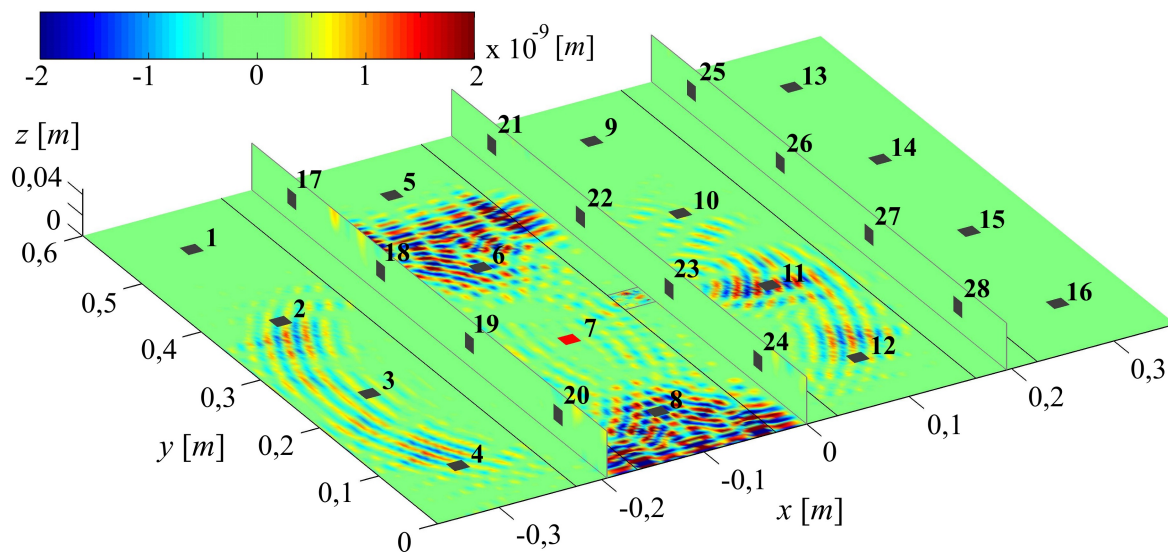 x 10⁻⁹ [m]
-2 -1 0 1 2
25 13
z [m]
21 9 26 14
0,04 17 5 22 10 27 15
0
0,6 1 18 6 23 11 28 16
0,5 2 19 7 24 12
0,4 3 20 8 0,3
0,3 4 0,2
y [m] 0,2 0,1
0,1 0
-0,1 x [m]
-0,2
0 -0,3